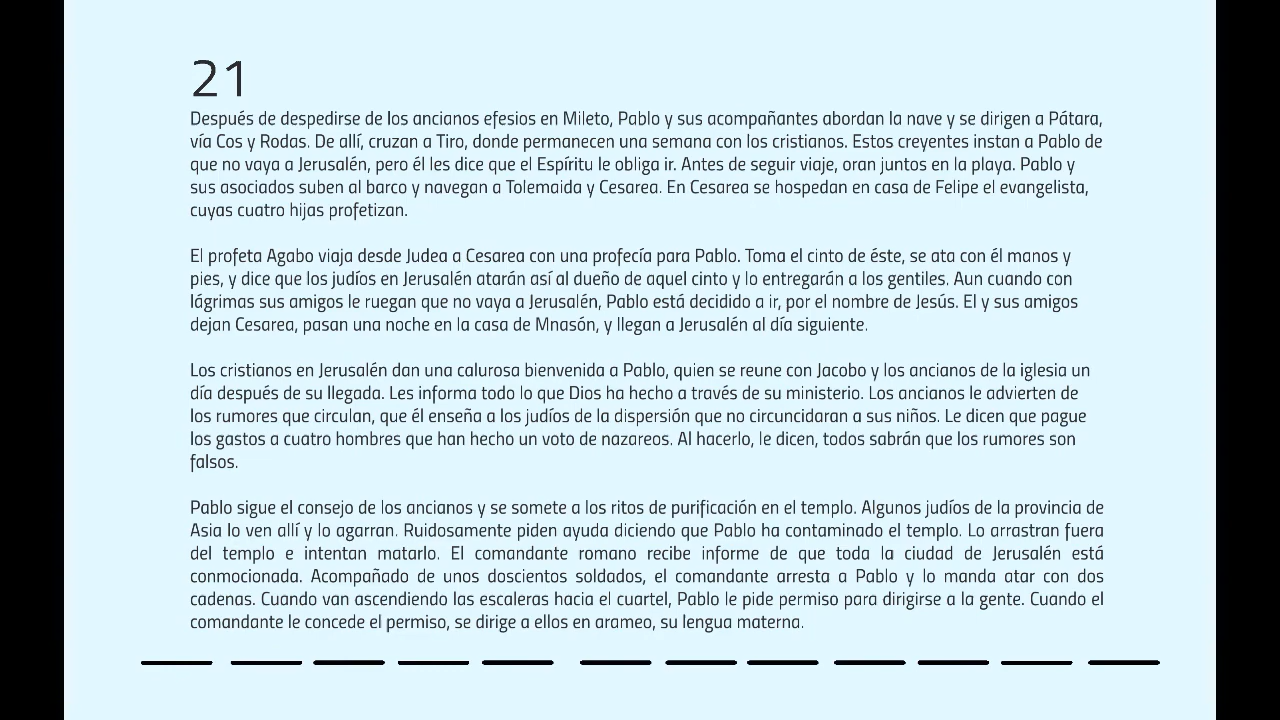 21
Después de despedirse de los ancianos efesios en Mileto, Pablo y sus acompañantes abordan la nave y se dirigen a Pátara,
vía Cos y Rodas. De allí, cruzan a Tiro, donde permanecen una semana con los cristianos. Estos creyentes instan a Pablo de
que no vaya a Jerusalén, pero él les dice que el Espíritu le obliga ir. Antes de seguir viaje, oran juntos en la playa. Pablo y
sus asociados suben al barco y navegan a Tolemaida y Cesarea. En Cesarea se hospedan en casa de Felipe el evangelista,
cuyas cuatro hijas profetizan.
El profeta Agabo viaja desde Judea a Cesarea con una profecía para Pablo. Toma el cinto de éste, se ata con él manos y
pies, y dice que los judíos en Jerusalén atarán así al dueño de aquel cinto y lo entregarán a los gentiles. Aun cuando con
lágrimas sus amigos le ruegan que no vaya a Jerusalén, Pablo está decidido a ir, por el nombre de Jesús. El y sus amigos
dejan Cesarea, pasan una noche en la casa de Mnasón, y llegan a Jerusalén al día siguiente.
Los cristianos en Jerusalén dan una calurosa bienvenida a Pablo, quien se reune con Jacobo y los ancianos de la iglesia un
día después de su llegada. Les informa todo lo que Dios ha hecho a través de su ministerio. Los ancianos le advierten de
los rumores que circulan, que él enseña a los judíos de la dispersión que no circuncidaran a sus niños. Le dicen que pague
los gastos a cuatro hombres que han hecho un voto de nazareos. Al hacerlo, le dicen, todos sabrán que los rumores son
falsos.
Pablo sigue el consejo de los ancianos y se somete a los ritos de purificación en el templo. Algunos judíos de la provincia de
Asia lo ven allí y lo agarran. Ruidosamente piden ayuda diciendo que Pablo ha contaminado el templo. Lo arrastran fuera
del templo e intentan matarlo. El comandante romano recibe informe de que toda la ciudad de Jerusalén está
conmocionada. Acompañado de unos doscientos soldados, el comandante arresta a Pablo y lo manda atar con dos
cadenas. Cuando van ascendiendo las escaleras hacia el cuartel, Pablo le pide permiso para dirigirse a la gente. Cuando el
comandante le concede el permiso, se dirige a ellos en arameo, su lengua materna.